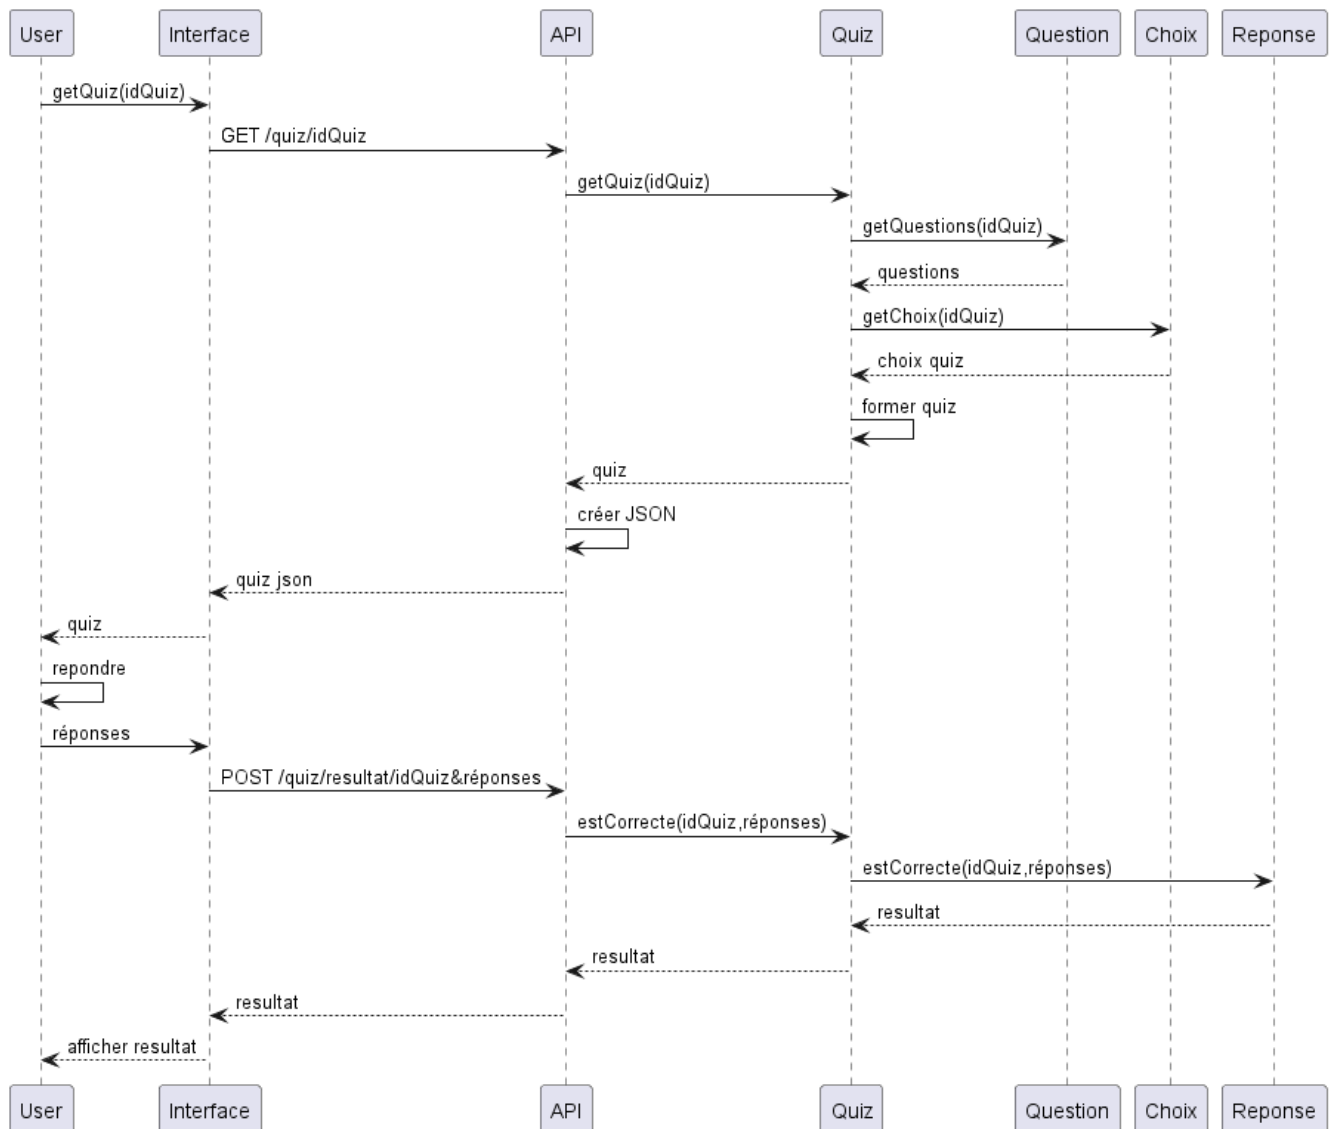 User Interface API Quiz Question Choix Reponse
getQuiz(idQuiz)
GET /quiz/idQuiz
getQuiz(idQuiz)
getQuestions(idQuiz)
questions
getChoix(idQuiz)
choix quiz
former quiz
quiz
créer JSON
quiz json
quiz
repondre
réponses
POST /quiz/resultat/idQuiz&réponses
estCorrecte(idQuiz,réponses)
estCorrecte(idQuiz,réponses)
resultat
resultat
resultat
afficher resultat
User Interface API Quiz Question Choix Reponse